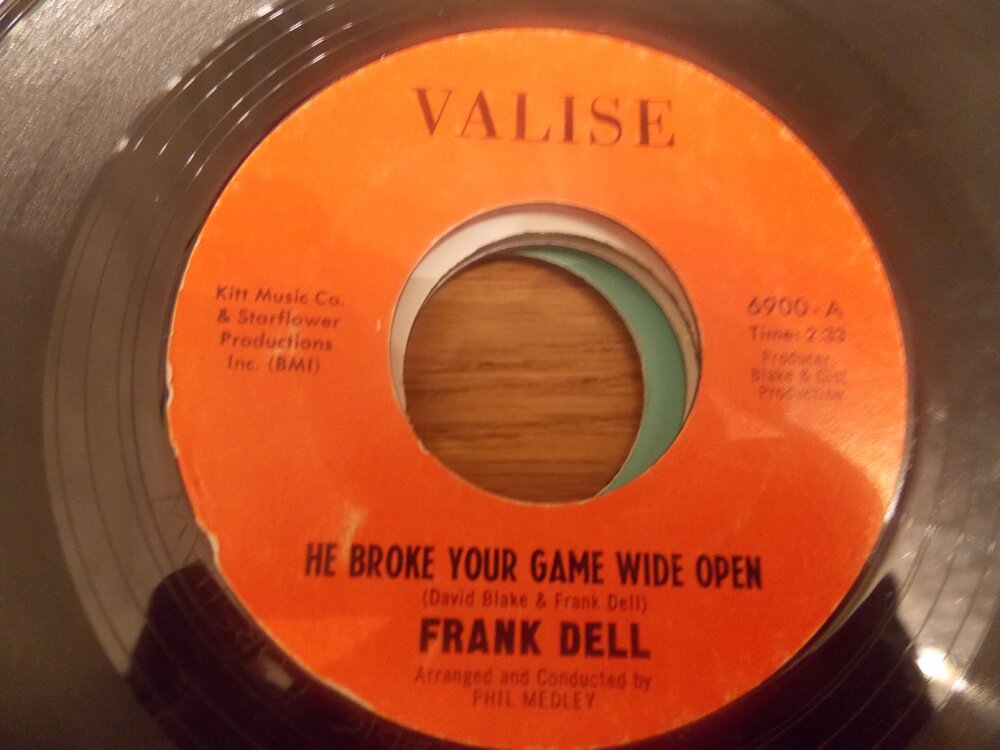 VALISE
Kitt Music Co.
& Starflower
Productions
Inc. (BMI)
6900-A
Time: 2:33
Producer
Blake &
Production
HE BROKE YOUR GAME WIDE OPEN
(David Blake & Frank Dell)
FRANK DELL
Arranged and Conducted by
PHIL MEDLEY